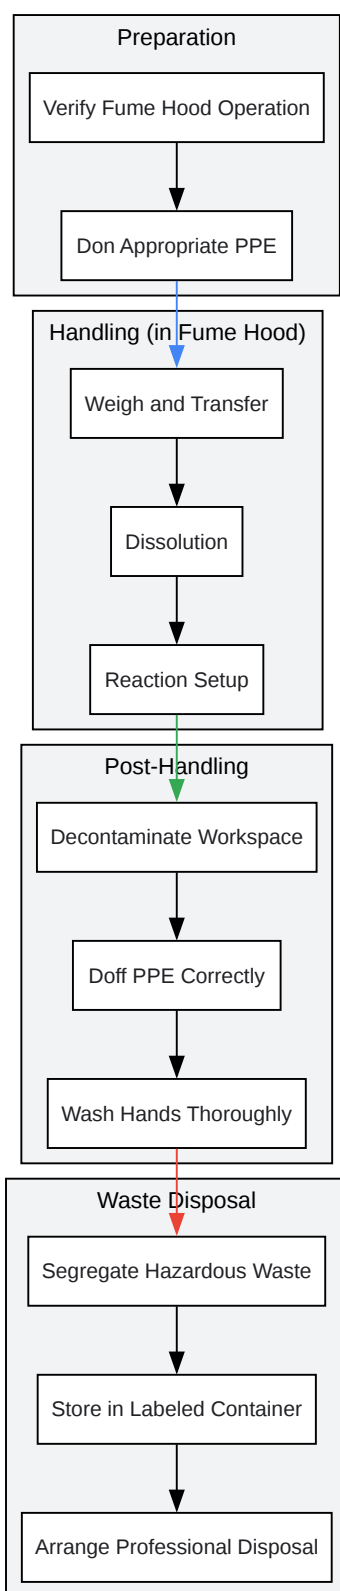 Preparation
Verify Fume Hood Operation
Don Appropriate PPE
Handling (in Fume Hood)
Weigh and Transfer
Dissolution
Reaction Setup
Post-Handling
Decontaminate Workspace
Doff PPE Correctly
Wash Hands Thoroughly
Waste Disposal
Segregate Hazardous Waste
Store in Labeled Container
Arrange Professional Disposal